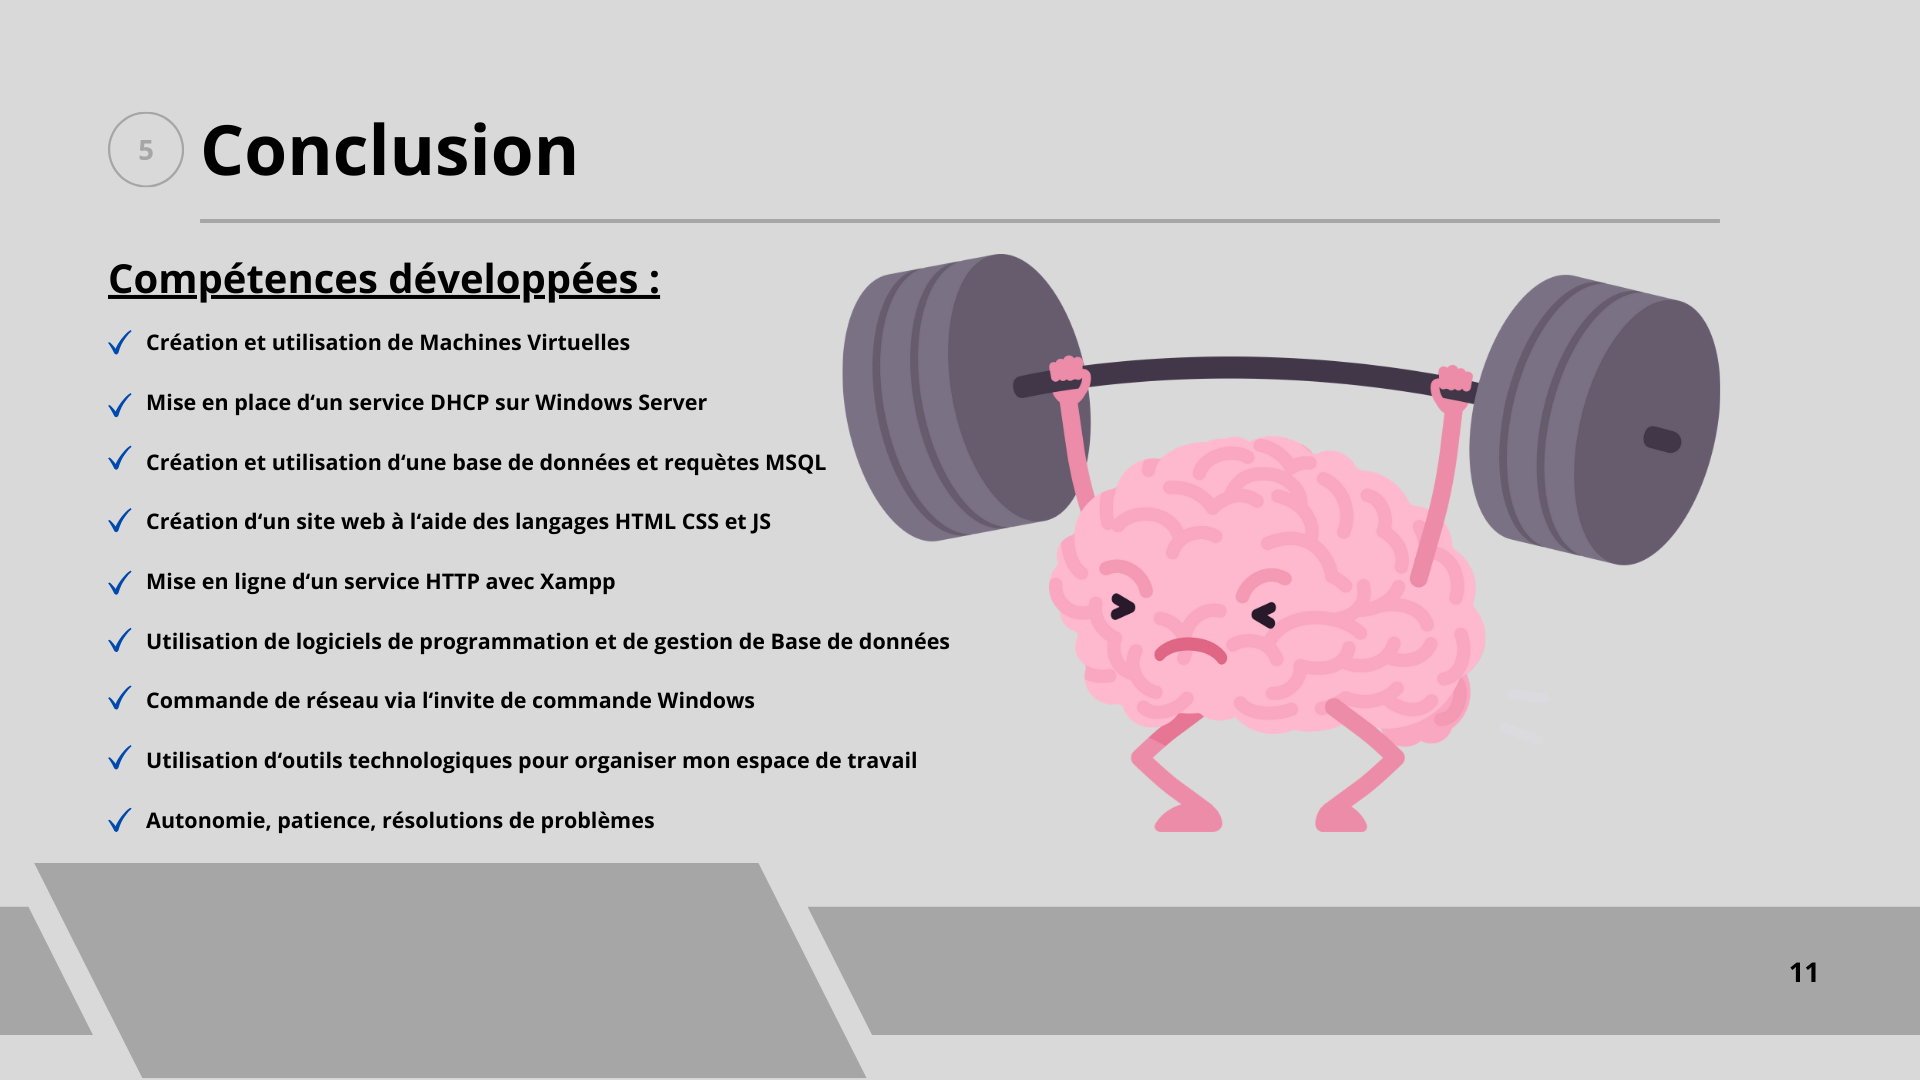 5
Conclusion
Compétences développées :
Création et utilisation de Machines Virtuelles
Mise en place d‘un service DHCP sur Windows Server
Création et utilisation d‘une base de données et requètes MSQL
Création d‘un site web à l‘aide des langages HTML CSS et JS
Mise en ligne d‘un service HTTP avec Xampp
Utilisation de logiciels de programmation et de gestion de Base de données
Commande de réseau via l‘invite de commande Windows
Utilisation d‘outils technologiques pour organiser mon espace de travail
Autonomie, patience, résolutions de problèmes
11